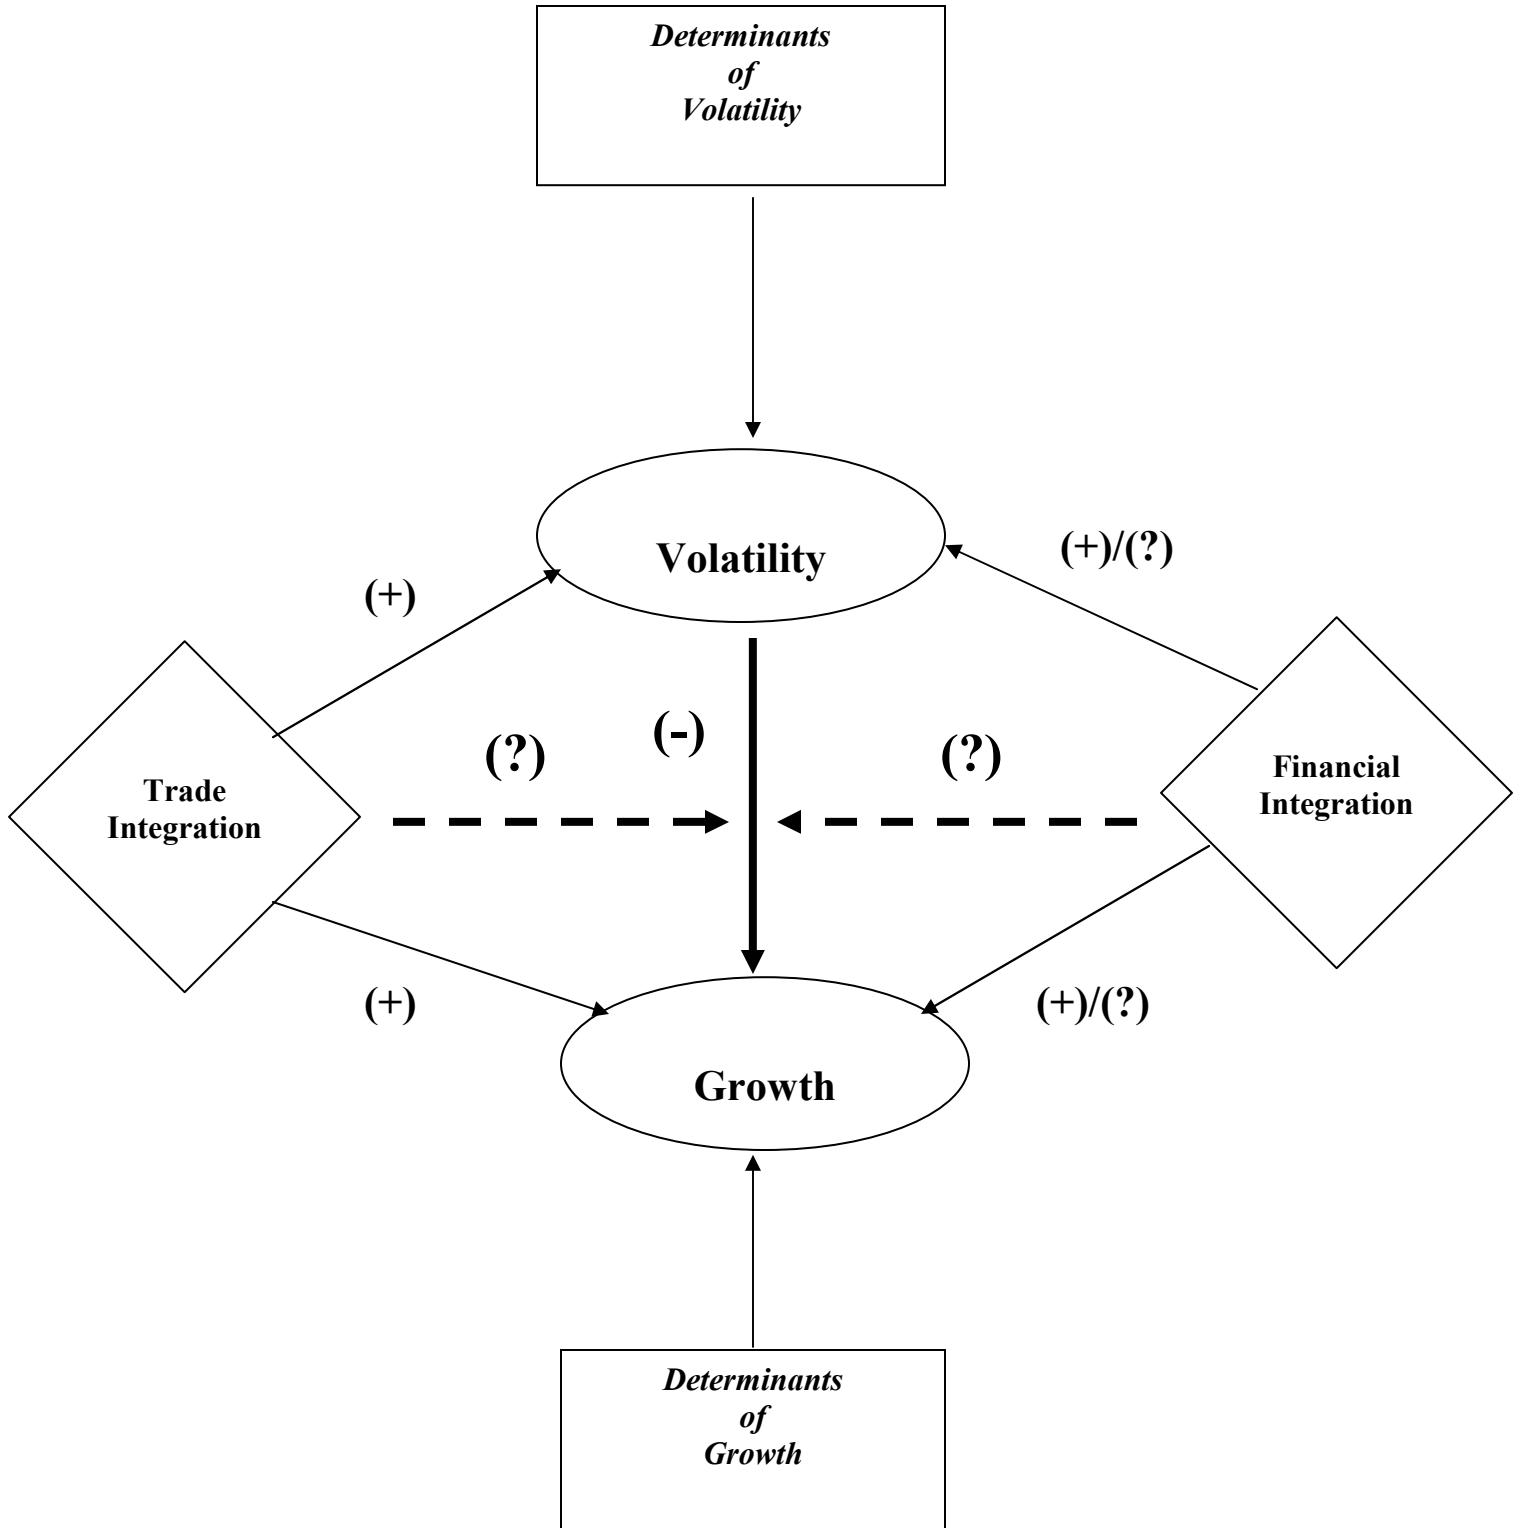 Determinants
of
Volatility
Volatility
(+)/(?)
(+)
(-)
(?)
(?)
Trade
Integration
Financial
Integration
(+)
(+)/(?)
Growth
Determinants
of
Growth